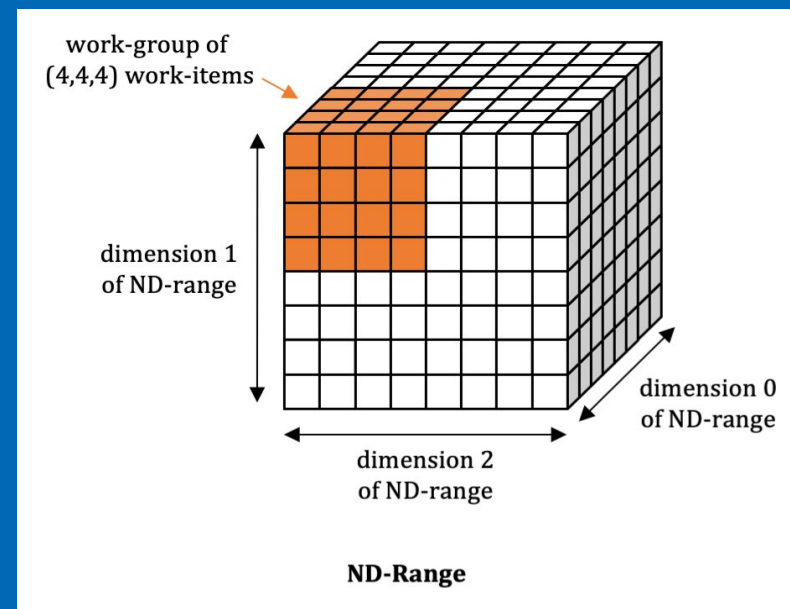 work-group of
(4,4,4) work-items
dimension 1
of ND-range
dimension 0
of ND-range
dimension 2
of ND-range
ND-Range